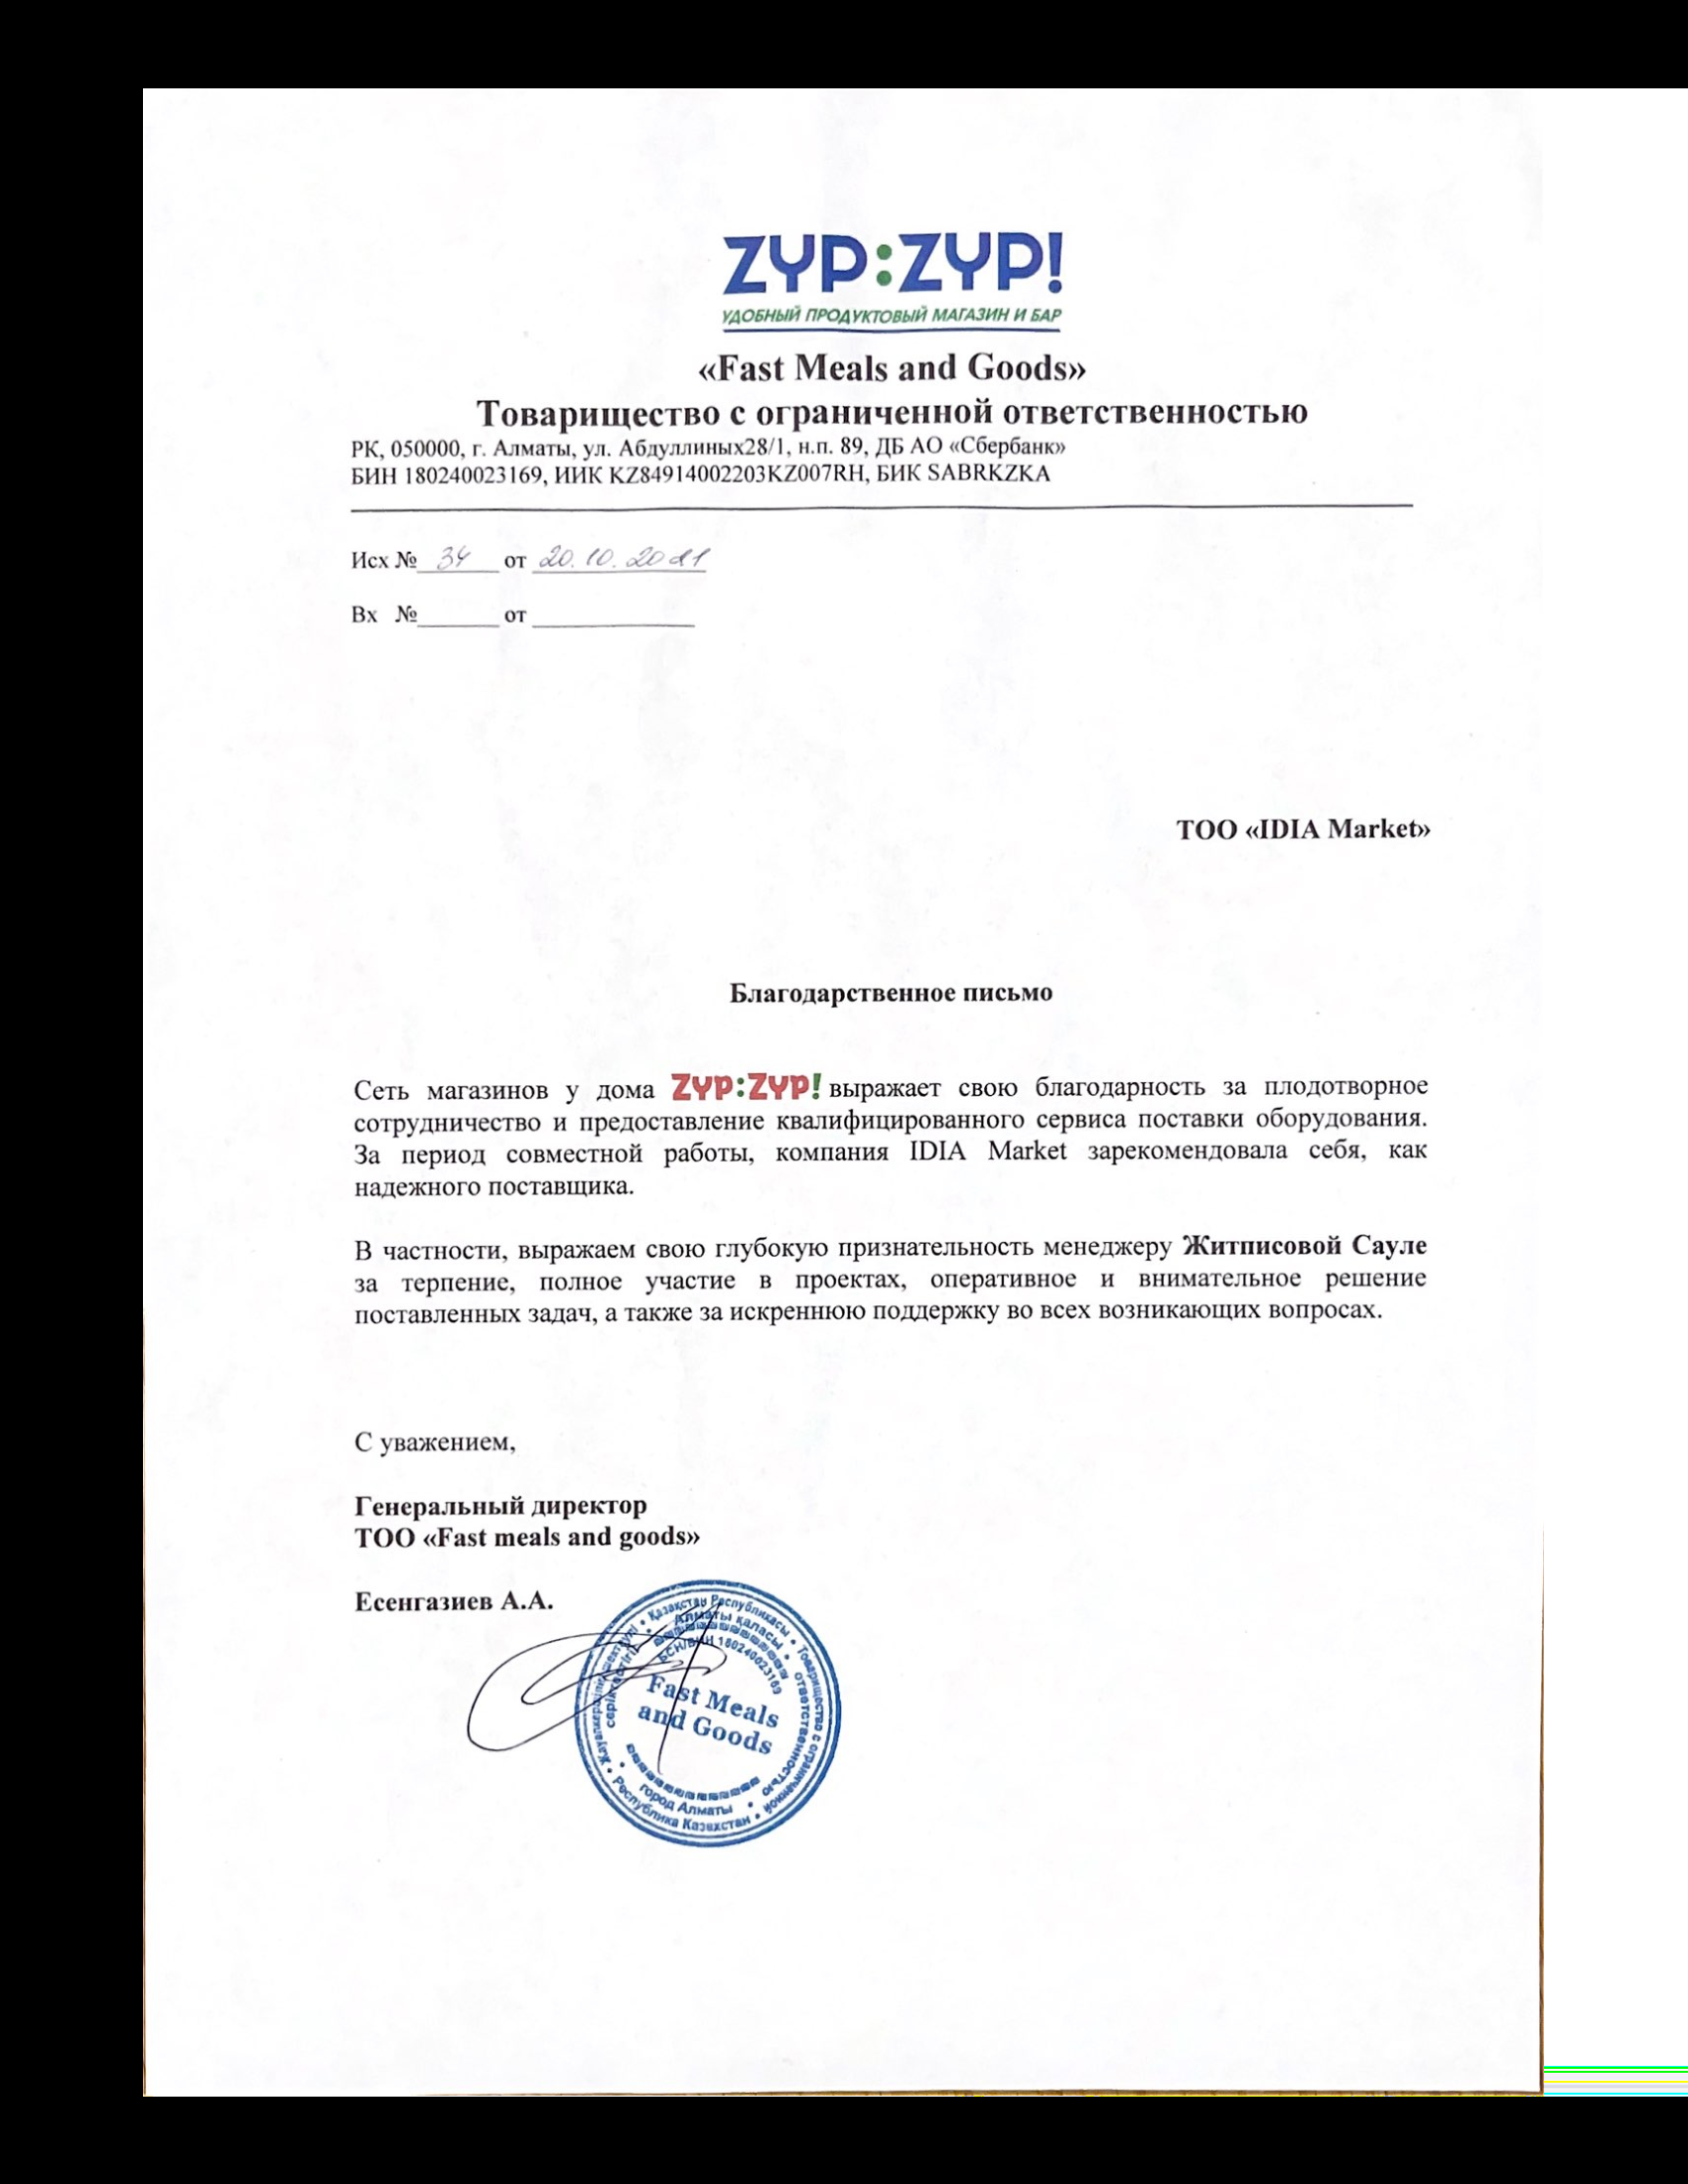 ZYP:ZYP!
УДОБНЫЙ ПРОДУКТОВЫЙ МАГАЗИН И БАР
«Fast Meals and Goods»
Товарищество с ограниченной ответственностью
РК, 050000, г. Алматы, ул. Абдуллиных28/1, н.п. 89, ДБ АО «Сбербанк»
БИН 180240023169, ИИК KZ84914002203KZ007RH, БИК SABRKZKA
Исх № 34 от 20.10.2021
Вх № от
ТОО «IDIA Market»
Благодарственное письмо
Сеть магазинов у дома ZYP:ZYP! выражает свою благодарность за плодотворное
сотрудничество и предоставление квалифицированного сервиса поставки оборудования.
За период совместной работы, компания IDIA Market зарекомендовала себя, как
надежного поставщика.
В частности, выражаем свою глубокую признательность менеджеру Житписовой Сауле
за терпение, полное участие в проектах, оперативное и внимательное решение
поставленных задач, а также за искреннюю поддержку во всех возникающих вопросах.
С уважением,
Генеральный директор
ТОО «Fast meals and goods»
Есенгазиев А.А.
Қазақстан Республикасы • Товарищество с ограниченной
Алматы қаласы • ответственностью
БСН/БИН 180240023169
Fast Meals
and Goods
город Алматы
Республика Казахстан